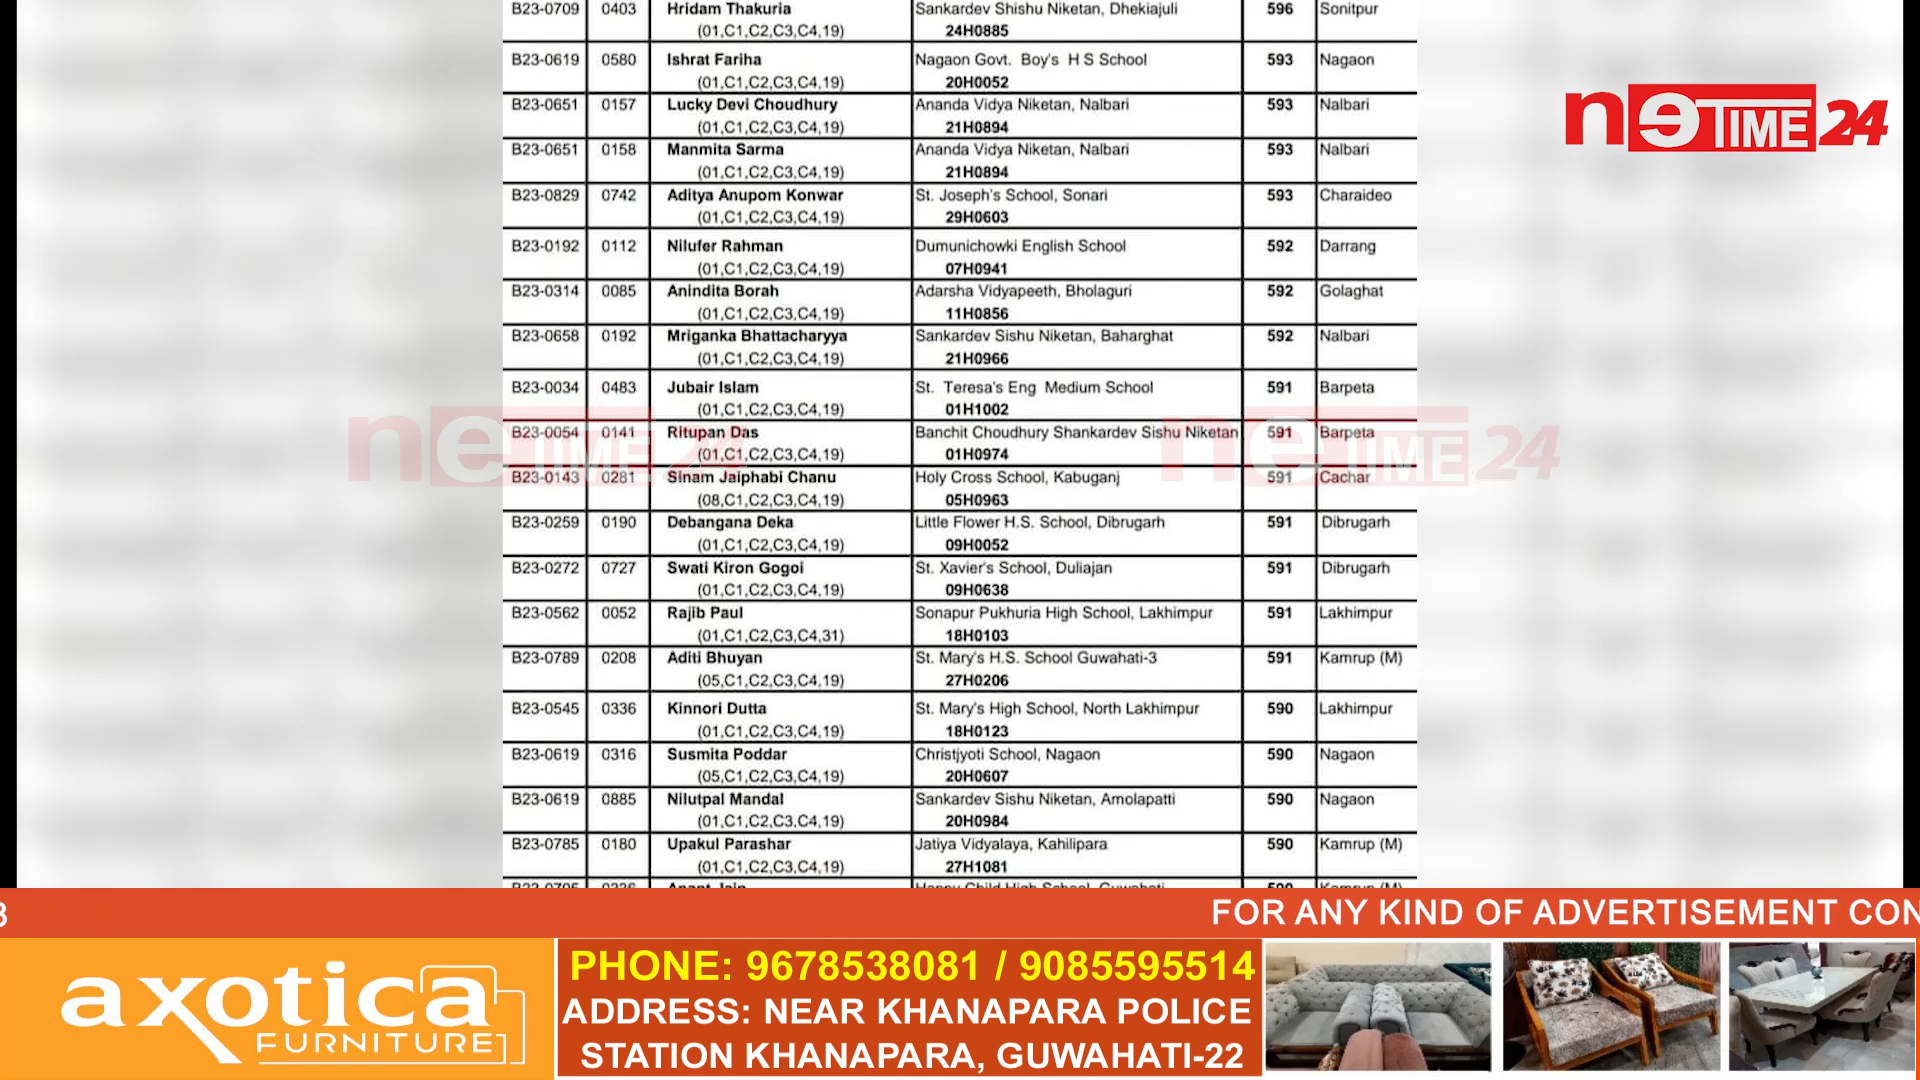 B23-0709 0403 Hridam Thakuria Sankardev Shishu Niketan, Dhekiajuli 596 Sonitpur
(01,C1,C2,C3,C4,19) 24H0885
B23-0619 0580 Ishrat Fariha Nagaon Govt. Boy's H S School 593 Nagaon
(01,C1,C2,C3,C4,19) 20H0052
B23-0651 0157 Lucky Devi Choudhury Ananda Vidya Niketan, Nalbari 593 Nalbari
(01,C1,C2,C3,C4,19) 21H0894
B23-0651 0158 Manmita Sarma Ananda Vidya Niketan, Nalbari 593 Nalbari
(01,C1,C2,C3,C4,19) 21H0894
B23-0829 0742 Aditya Anupom Konwar St. Joseph's School, Sonari 593 Charaideo
(01,C1,C2,C3,C4,19) 29H0603
B23-0192 0112 Nilufer Rahman Dumunichowki English School 592 Darrang
(01,C1,C2,C3,C4,19) 07H0941
B23-0314 0085 Anindita Borah Adarsha Vidyapeeth, Bholaguri 592 Golaghat
(01,C1,C2,C3,C4,19) 11H0856
B23-0658 0192 Mriganka Bhattacharyya Sankardev Sishu Niketan, Baharghat 592 Nalbari
(01,C1,C2,C3,C4,19) 21H0966
B23-0034 0483 Jubair Islam St. Teresa's Eng Medium School 591 Barpeta
(01,C1,C2,C3,C4,19) 01H1002
B23-0054 0141 Ritupan Das Banchit Choudhury Shankardev Sishu Niketan 591 Barpeta
(01,C1,C2,C3,C4,19) 01H0974
B23-0143 0281 Sinam Jaiphabi Chanu Holy Cross School, Kabuganj 591 Cachar
(08,C1,C2,C3,C4,19) 05H0963
B23-0259 0190 Debangana Deka Little Flower H.S. School, Dibrugarh 591 Dibrugarh
(01,C1,C2,C3,C4,19) 09H0052
B23-0272 0727 Swati Kiron Gogoi St. Xavier's School, Duliajan 591 Dibrugarh
(01,C1,C2,C3,C4,19) 09H0638
B23-0562 0052 Rajib Paul Sonapur Pukhuria High School, Lakhimpur 591 Lakhimpur
(01,C1,C2,C3,C4,31) 18H0103
B23-0789 0208 Aditi Bhuyan St. Mary's H.S. School Guwahati-3 591 Kamrup (M)
(05,C1,C2,C3,C4,19) 27H0206
B23-0545 0336 Kinnori Dutta St. Mary's High School, North Lakhimpur 590 Lakhimpur
(01,C1,C2,C3,C4,19) 18H0123
B23-0619 0316 Susmita Poddar Christjyoti School, Nagaon 590 Nagaon
(05,C1,C2,C3,C4,19) 20H0607
B23-0619 0885 Nilutpal Mandal Sankardev Sishu Niketan, Amolapatti 590 Nagaon
(01,C1,C2,C3,C4,19) 20H0984
B23-0785 0180 Upakul Parashar Jatiya Vidyalaya, Kahilipara 590 Kamrup (M)
(01,C1,C2,C3,C4,19) 27H1081
Anant Jain Happy Child High School, Guwahati 590 Kamrup (M)
ne TIME 24
ne TIME 24
ne TIME 24
3 FOR ANY KIND OF ADVERTISEMENT CON
axotica
FURNITURE
PHONE: 9678538081 / 9085595514
ADDRESS: NEAR KHANAPARA POLICE
STATION KHANAPARA, GUWAHATI-22